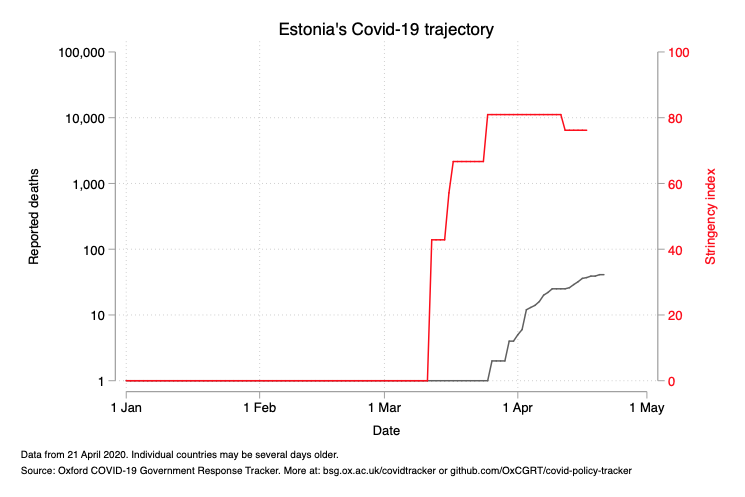 Estonia's Covid-19 trajectory
100,000
10,000
1,000
100
10
1
Reported deaths
100
80
60
40
20
0
Stringency index
1 Jan
1 Feb
1 Mar
1 Apr
1 May
Date
Data from 21 April 2020. Individual countries may be several days older.
Source: Oxford COVID-19 Government Response Tracker. More at: bsg.ox.ac.uk/covidtracker or github.com/OxCGRT/covid-policy-tracker